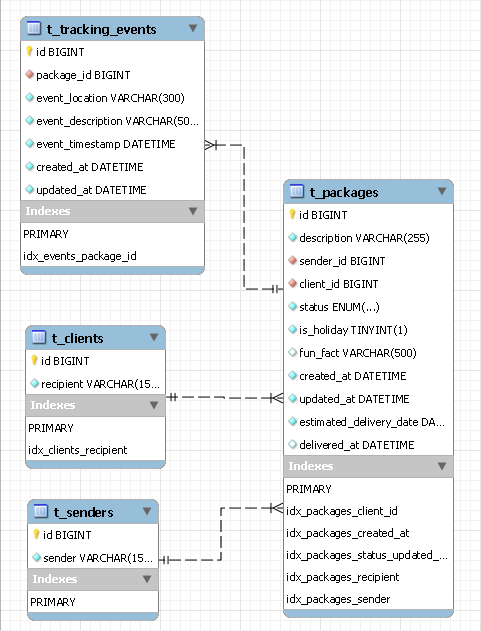 t_tracking_events
id BIGINT
package_id BIGINT
event_location VARCHAR(300)
event_description VARCHAR(50...
event_timestamp DATETIME
created_at DATETIME
updated_at DATETIME
Indexes
PRIMARY
idx_events_package_id
t_clients
id BIGINT
recipient VARCHAR(15...
Indexes
PRIMARY
idx_clients_recipient
t_senders
id BIGINT
sender VARCHAR(15...
Indexes
PRIMARY
t_packages
id BIGINT
description VARCHAR(255)
sender_id BIGINT
client_id BIGINT
status ENUM(...)
is_holiday TINYINT(1)
fun_fact VARCHAR(500)
created_at DATETIME
updated_at DATETIME
estimated_delivery_date DA...
delivered_at DATETIME
Indexes
PRIMARY
idx_packages_client_id
idx_packages_created_at
idx_packages_status_updated_...
idx_packages_recipient
idx_packages_sender